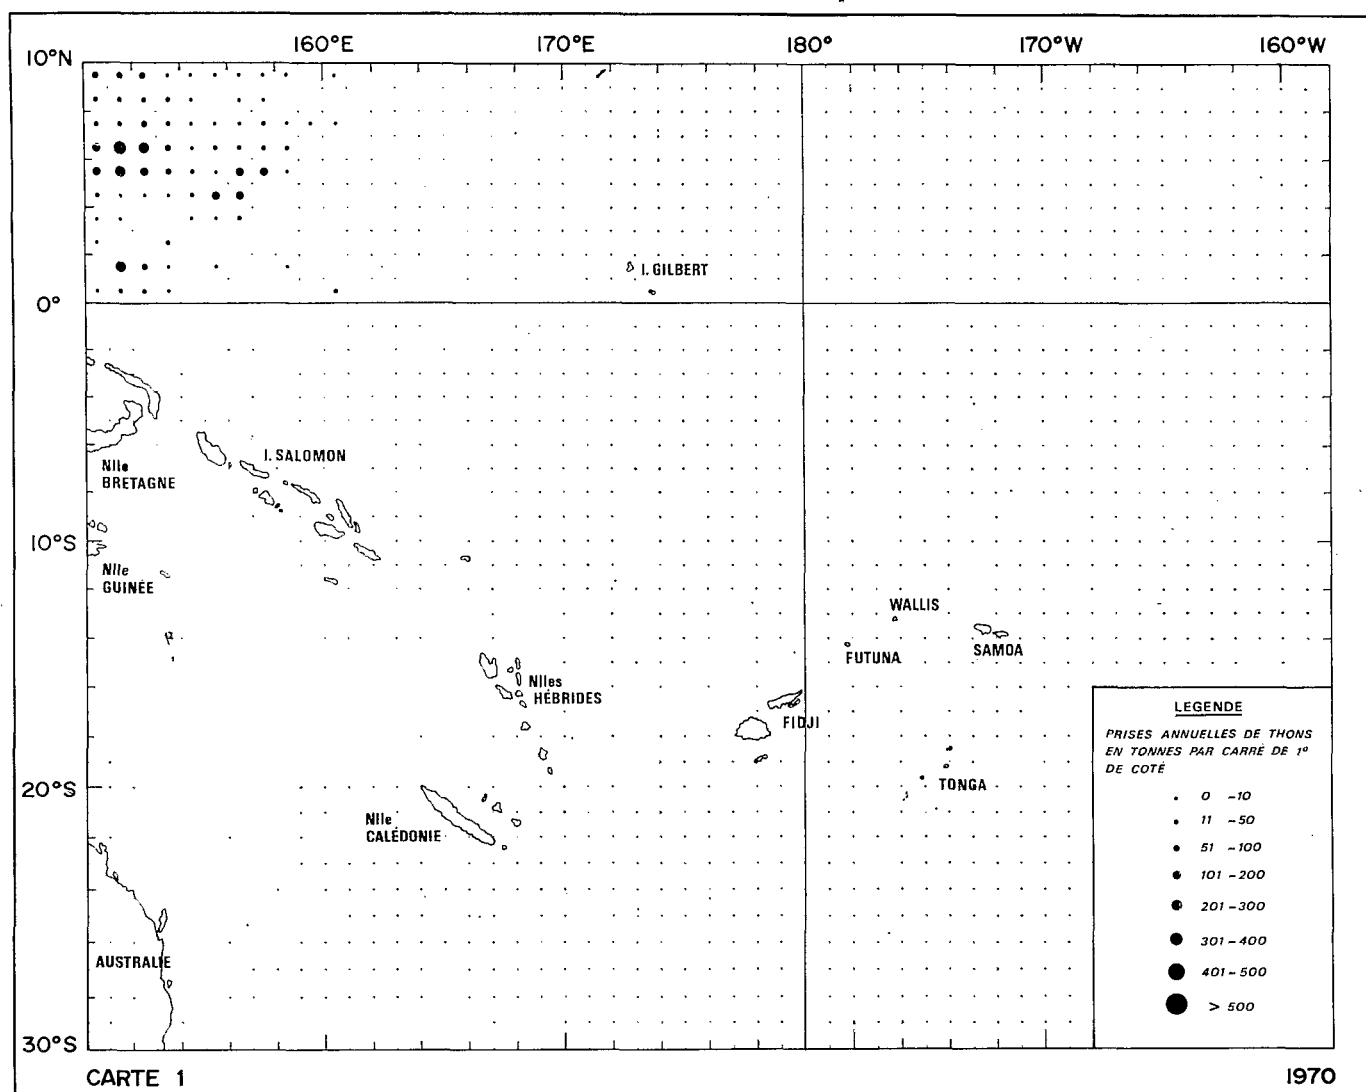 160°E 170°E 180° 170°W 160°W
10°N
I. GILBERT
0°
I. SALOMON
Nlle
BRETAGNE
10°S
Nlle
GUINÉE
WALLIS
FUTUNA
SAMOA
Nlles
HÉBRIDES
FIDJI
TONGA
20°S
Nlle
CALÉDONIE
AUSTRALIE
30°S
LEGENDE
PRISES ANNUELLES DE THONS
EN TONNES PAR CARRÉ DE 1°
DE COTÉ
0 -10
11 -50
51 -100
101 -200
201 -300
301 -400
401 -500
> 500
CARTE 1
1970